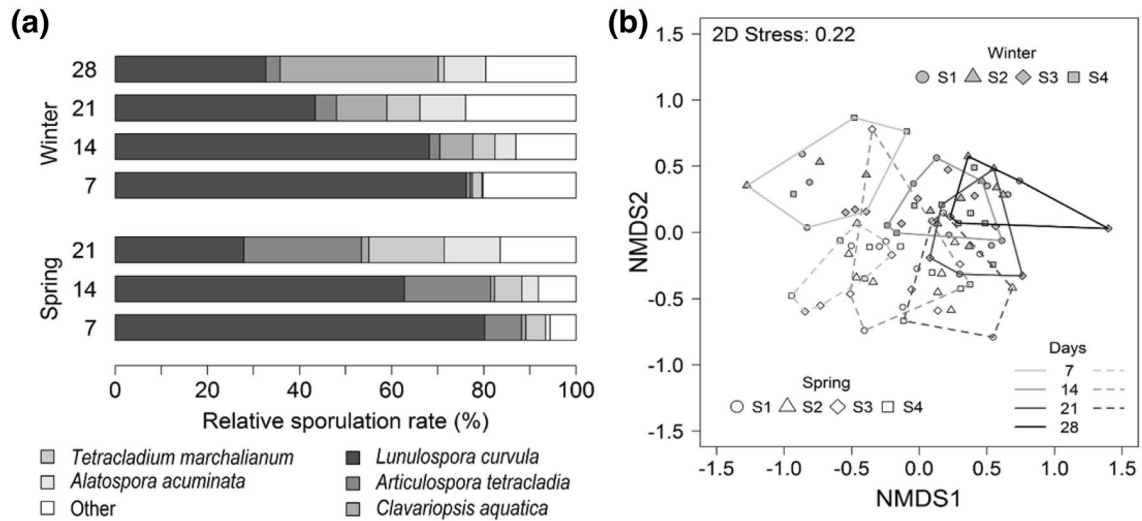 (a)
Winter
28
21
14
7
Spring
21
14
7
0 20 40 60 80 100
Relative sporulation rate (%)
Tetracladium marchalianum
Alatospora acuminata
Other
Lunulospora curvula
Articulospora tetracladia
Clavariopsis aquatica
(b)
2D Stress: 0.22
Winter
S1 S2 S3 S4
NMDS2
1.5
1.0
0.5
0.0
-0.5
-1.0
-1.5
Spring
S1 S2 S3 S4
Days
7
14
21
28
-1.5 -1.0 -0.5 0.0 0.5 1.0 1.5
NMDS1